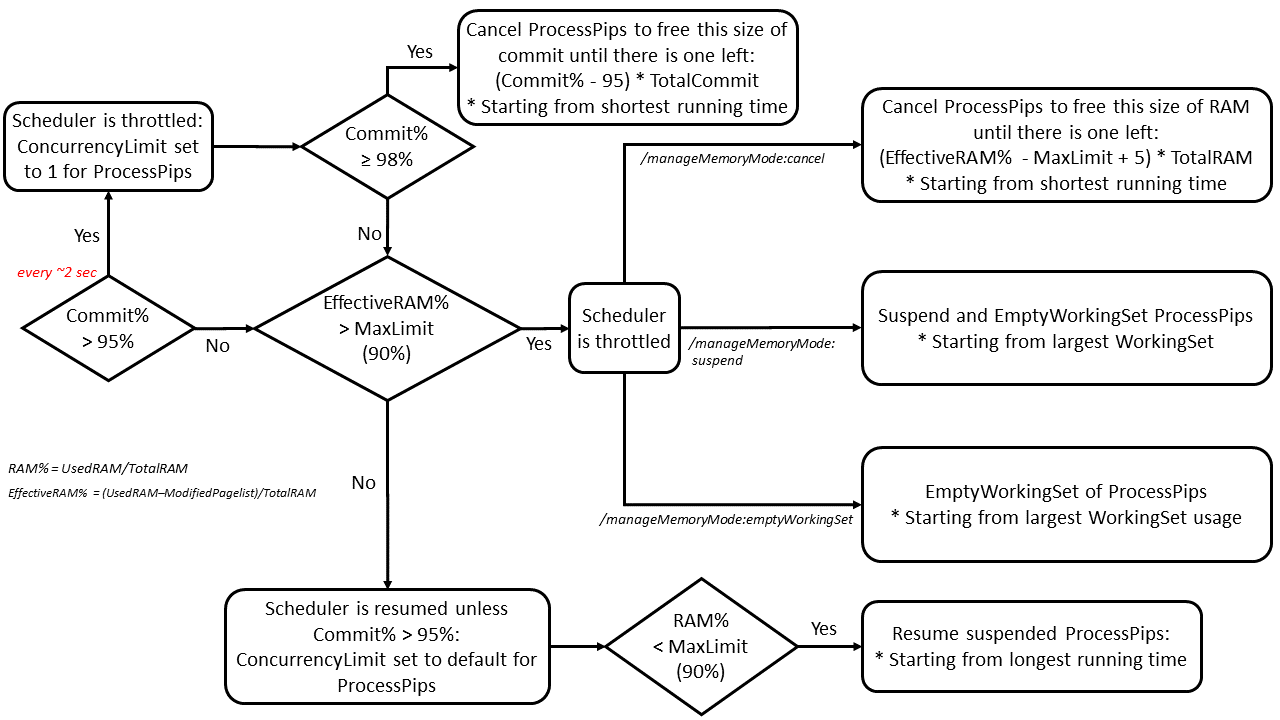 Cancel ProcessPips to free this size of
commit until there is one left:
(Commit% - 95) * TotalCommit
* Starting from shortest running time
Yes
Scheduler is throttled:
ConcurrencyLimit set
to 1 for ProcessPips
Commit%
≥ 98%
Cancel ProcessPips to free this size of RAM
until there is one left:
(EffectiveRAM% - MaxLimit + 5) * TotalRAM
* Starting from shortest running time
/manageMemoryMode:cancel
Yes
No
every ~2 sec
Commit%
> 95%
No
EffectiveRAM%
> MaxLimit
(90%)
Yes
Scheduler
is throttled
/manageMemoryMode:
suspend
Suspend and EmptyWorkingSet ProcessPips
* Starting from largest WorkingSet
RAM% = UsedRAM/TotalRAM
EffectiveRAM% = (UsedRAM–ModifiedPagelist)/TotalRAM
No
/manageMemoryMode:emptyWorkingSet
EmptyWorkingSet of ProcessPips
* Starting from largest WorkingSet usage
Scheduler is resumed unless
Commit% > 95%:
ConcurrencyLimit set to default for
ProcessPips
RAM%
< MaxLimit
(90%)
Yes
Resume suspended ProcessPips:
* Starting from longest running time